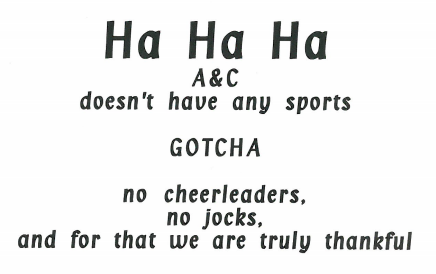 Ha Ha Ha
A&C
doesn't have any sports
GOTCHA
no cheerleaders,
no jocks,
and for that we are truly thankful